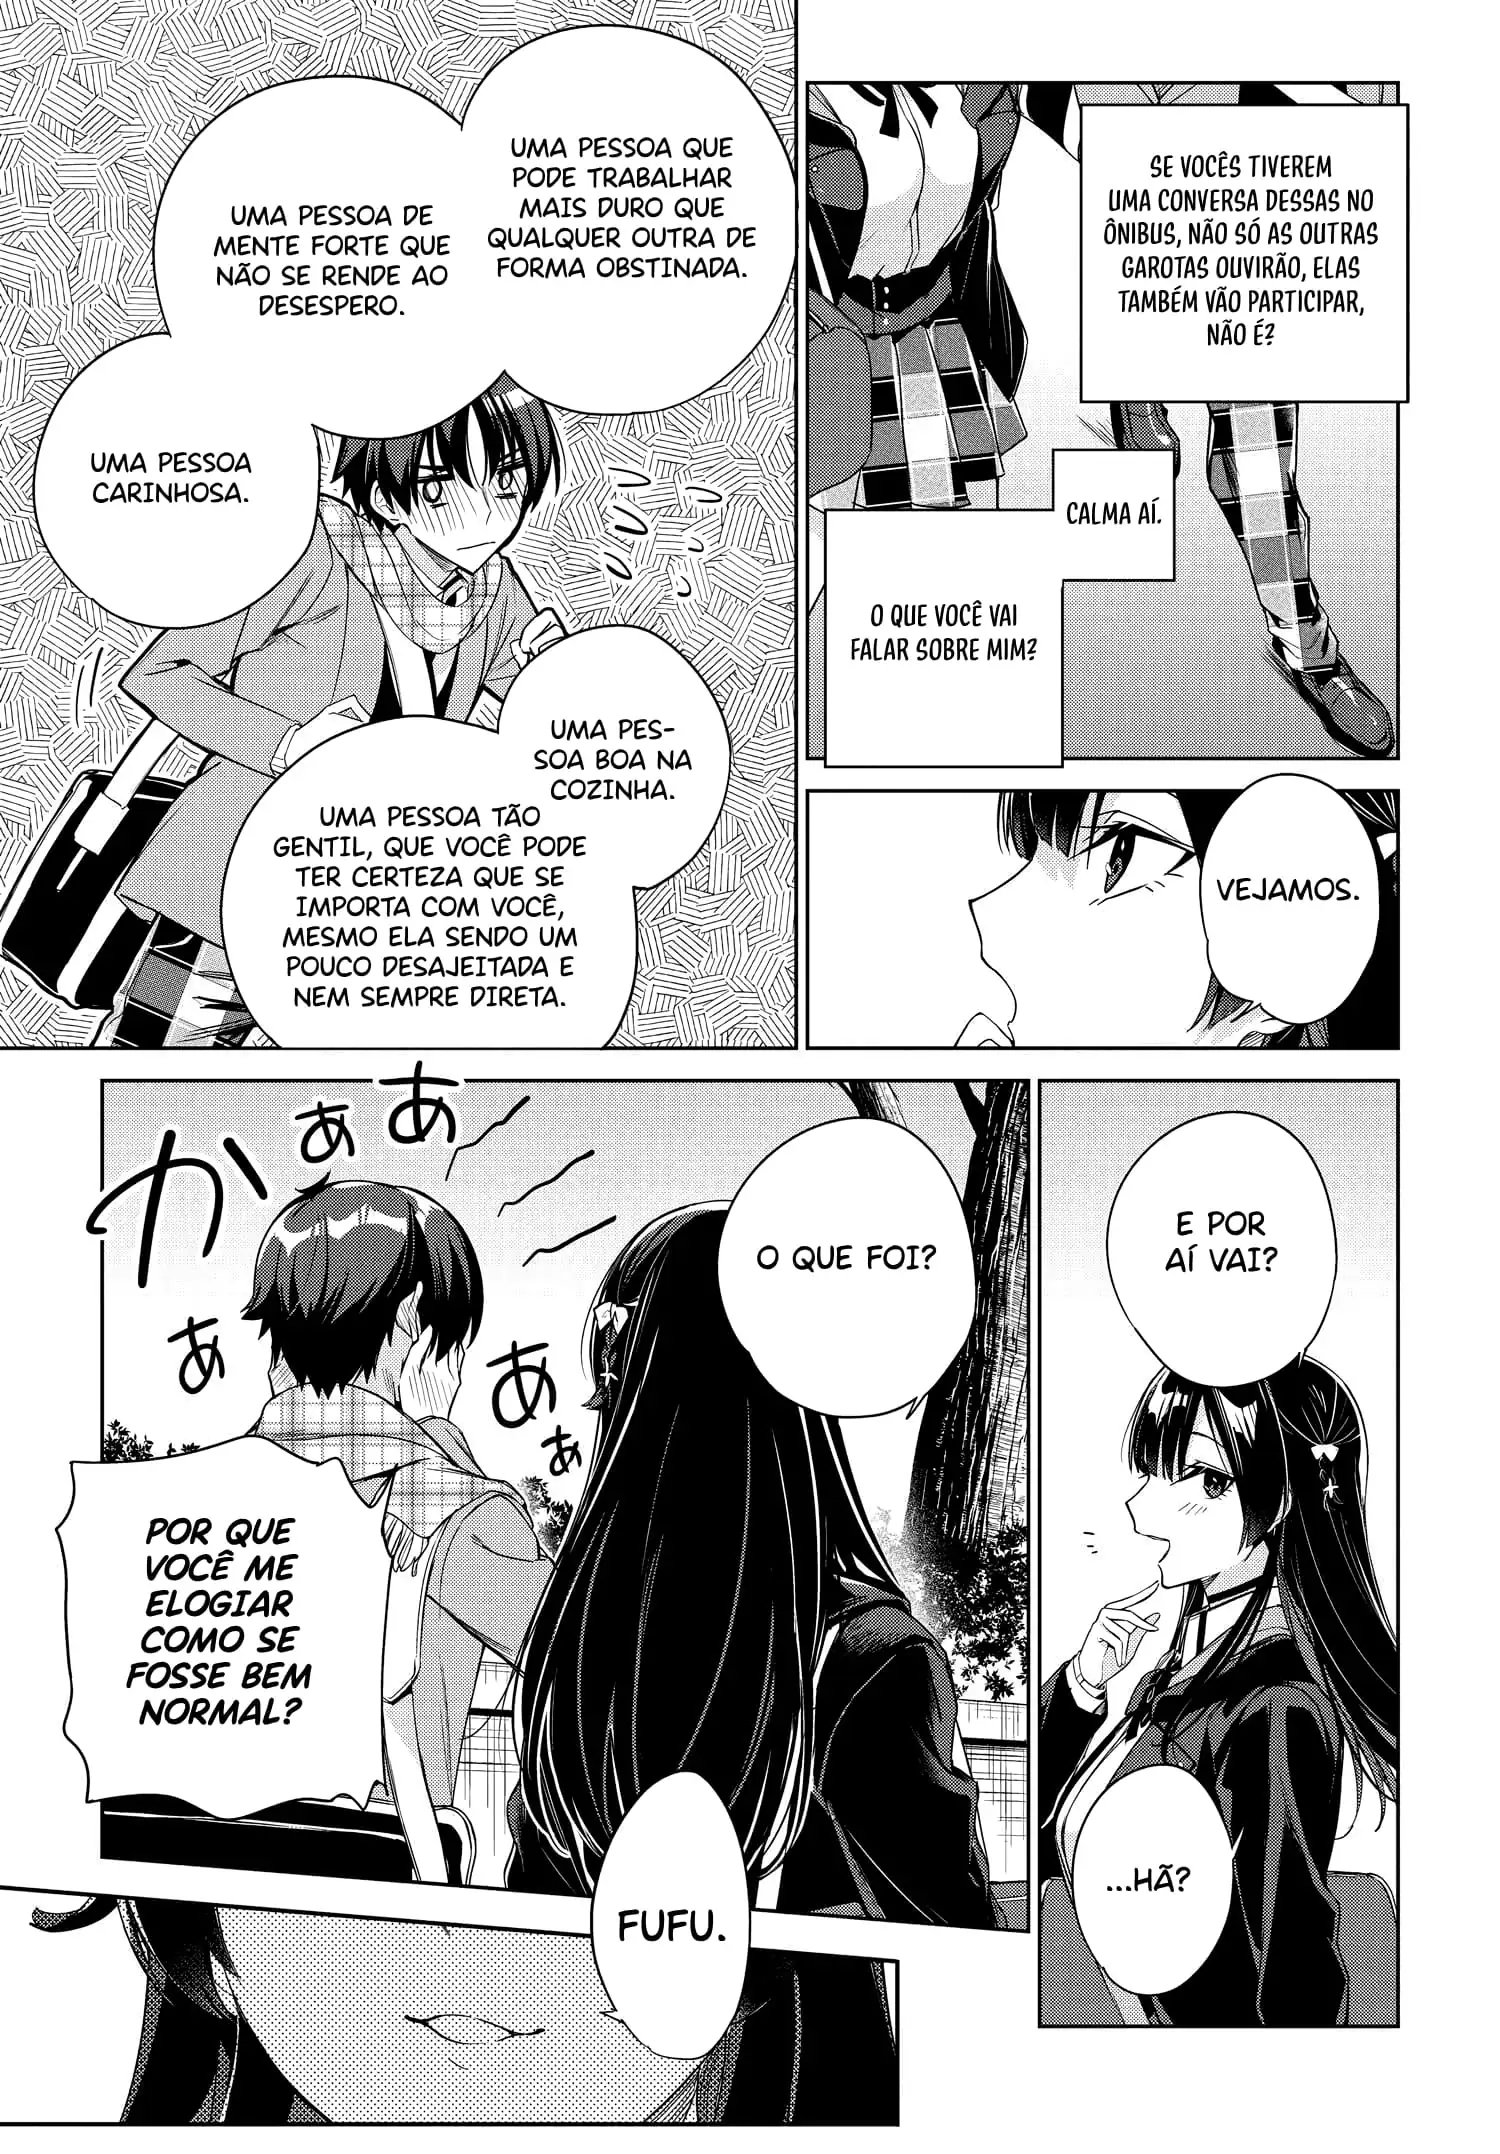 SE VOCÊS TIVEREM
UMA CONVERSA DESSAS NO
ÔNIBUS, NÃO SÓ AS OUTRAS
GAROTAS OUVIRÃO, ELAS
TAMBÉM VÃO PARTICIPAR,
NÃO É?
CALMA AÍ.
O QUE VOCÊ VAI
FALAR SOBRE MIM?
VEJAMOS.
UMA PESSOA QUE
PODE TRABALHAR
MAIS DURO QUE
QUALQUER OUTRA DE
FORMA OBSTINADA.
UMA PESSOA DE
MENTE FORTE QUE
NÃO SE RENDE AO
DESESPERO.
UMA PESSOA
CARINHOSA.
UMA PES-
SOA BOA NA
COZINHA.
UMA PESSOA TÃO
GENTIL, QUE VOCÊ PODE
TER CERTEZA QUE SE
IMPORTA COM VOCÊ,
MESMO ELA SENDO UM
POUCO DESAJEITADA E
NEM SEMPRE DIRETA.
E POR
AÍ VAI?
...HÃ?
O QUE FOI?
かぁぁ
ぁぁぁ
POR QUE
VOCÊ ME
ELOGIAR
COMO SE
FOSSE BEM
NORMAL?
FUFU.